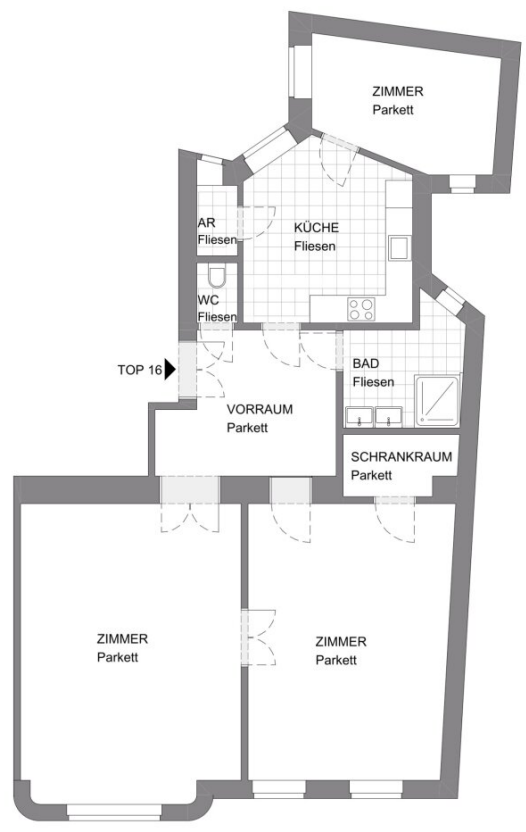 ZIMMER
Parkett
KÜCHE
Fliesen
AR
Fliesen
WC
Fliesen
TOP 16
BAD
Fliesen
VORRAUM
Parkett
SCHRANKRAUM
Parkett
ZIMMER
Parkett
ZIMMER
Parkett